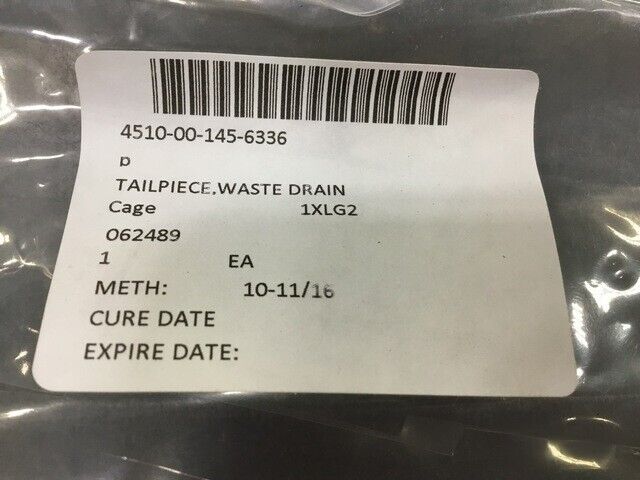 4510-00-145-6336
p
TAILPIECE,WASTE DRAIN
Cage 1XLG2
062489
1 EA
METH: 10-11/16
CURE DATE
EXPIRE DATE: